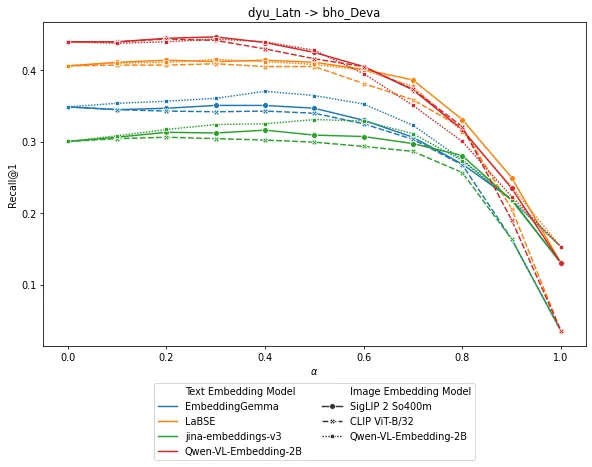 dyu_Latn -> bho_Deva
Recall@1
0.4
0.3
0.2
0.1
0.0 0.2 0.4 0.6 0.8 1.0
α
Text Embedding Model
EmbeddingGemma
LaBSE
jina-embeddings-v3
Qwen-VL-Embedding-2B
Image Embedding Model
SigLIP 2 So400m
CLIP ViT-B/32
Qwen-VL-Embedding-2B